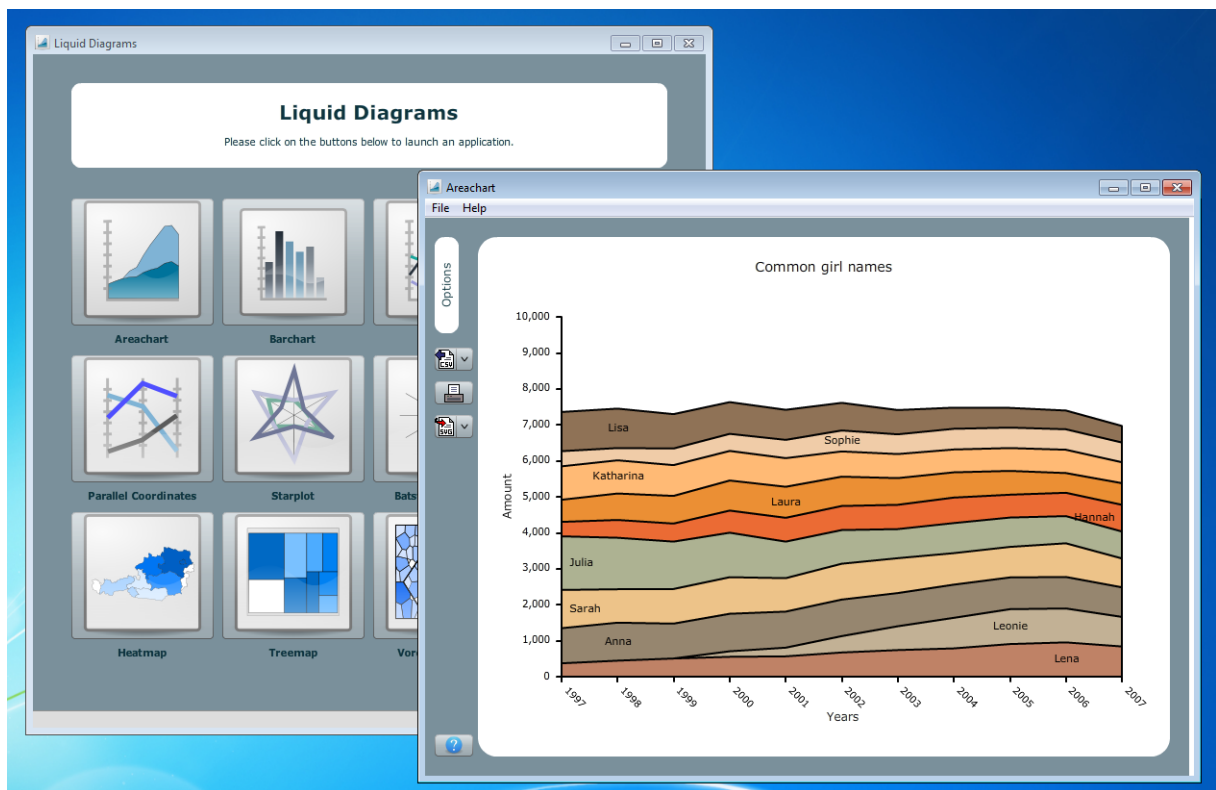 Liquid Diagrams
Liquid Diagrams
Please click on the buttons below to launch an application.
Areachart
Barchart
Parallel Coordinates
Starplot
Heatmap
Treemap
Areachart
File Help
Options
CSV
SVG
?
Common girl names
10,000
9,000
8,000
7,000
6,000
5,000
4,000
3,000
2,000
1,000
0
Amount
Lisa
Sophie
Katharina
Laura
Hannah
Julia
Sarah
Anna
Leonie
Lena
1997 1998 1999 2000 2001 2002 2003 2004 2005 2006 2007
Years